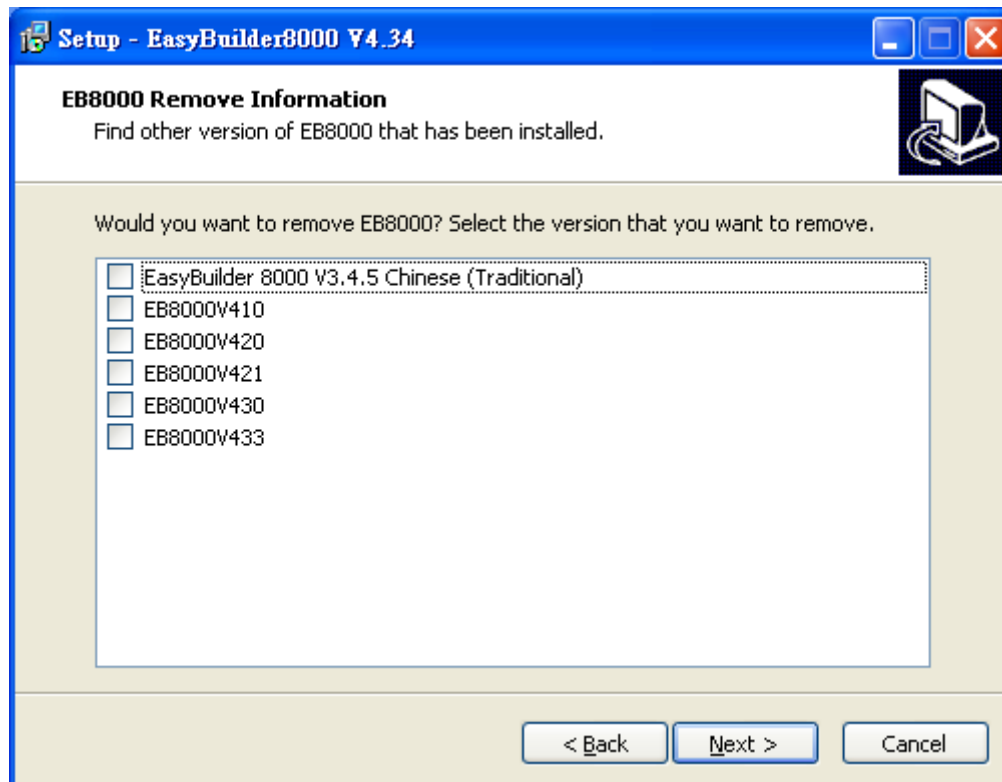 Setup - EasyBuilder8000 V4.34
EB8000 Remove Information
Find other version of EB8000 that has been installed.
Would you want to remove EB8000? Select the version that you want to remove.
EasyBuilder 8000 V3.4.5 Chinese (Traditional)
EB8000V410
EB8000V420
EB8000V421
EB8000V430
EB8000V433
< Back
Next >
Cancel